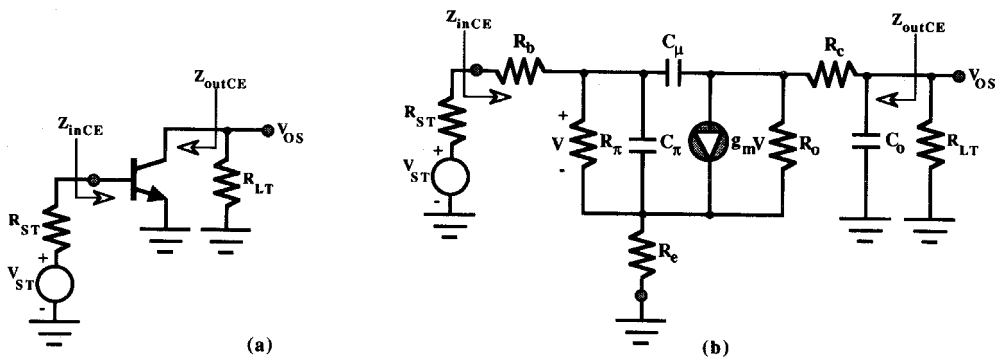 Z_inCE
Z_outCE
R_ST
+
V_ST
-
R_LT
V_OS
(a)
Z_inCE
R_b
C_μ
R_c
Z_outCE
V_OS
R_ST
+
V_ST
-
+
V
-
R_π
C_π
g_mV
R_o
C_o
R_LT
R_e
(b)